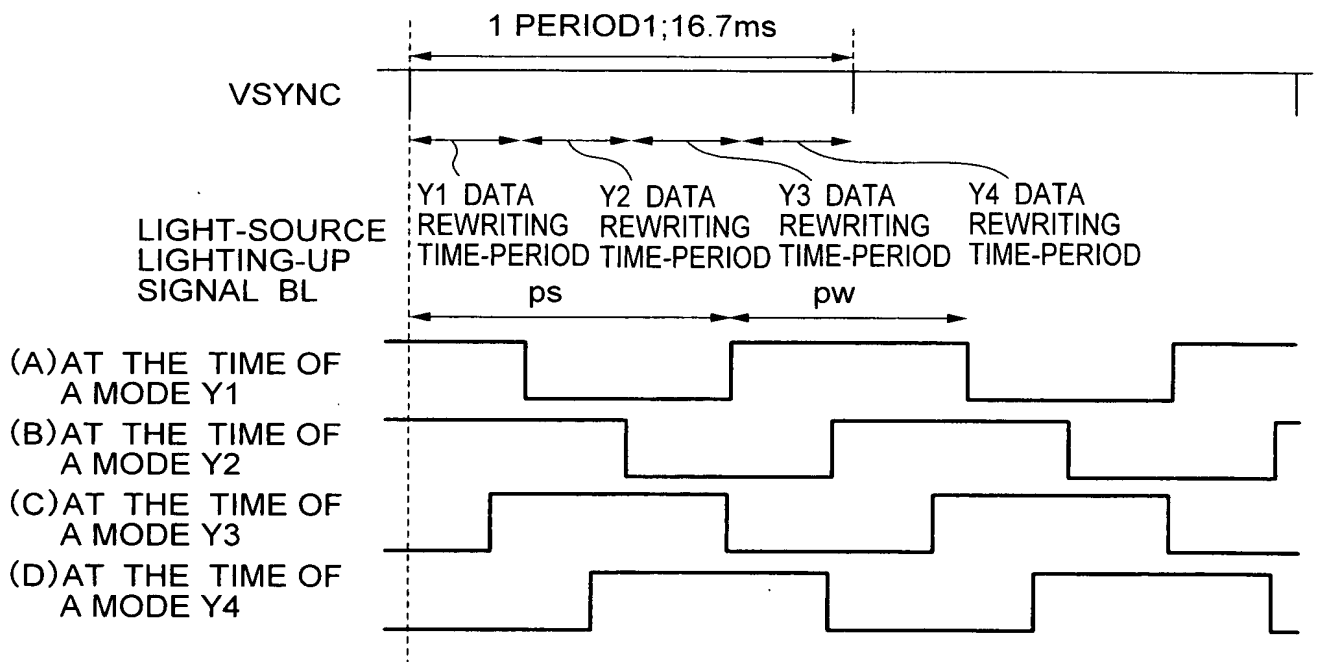 1 PERIOD1;16.7ms
VSYNC
Y1 DATA
REWRITING
TIME-PERIOD
Y2 DATA
REWRITING
TIME-PERIOD
Y3 DATA
REWRITING
TIME-PERIOD
Y4 DATA
REWRITING
TIME-PERIOD
LIGHT-SOURCE
LIGHTING-UP
SIGNAL BL
ps
pw
(A)AT THE TIME OF
A MODE Y1
(B)AT THE TIME OF
A MODE Y2
(C)AT THE TIME OF
A MODE Y3
(D)AT THE TIME OF
A MODE Y4